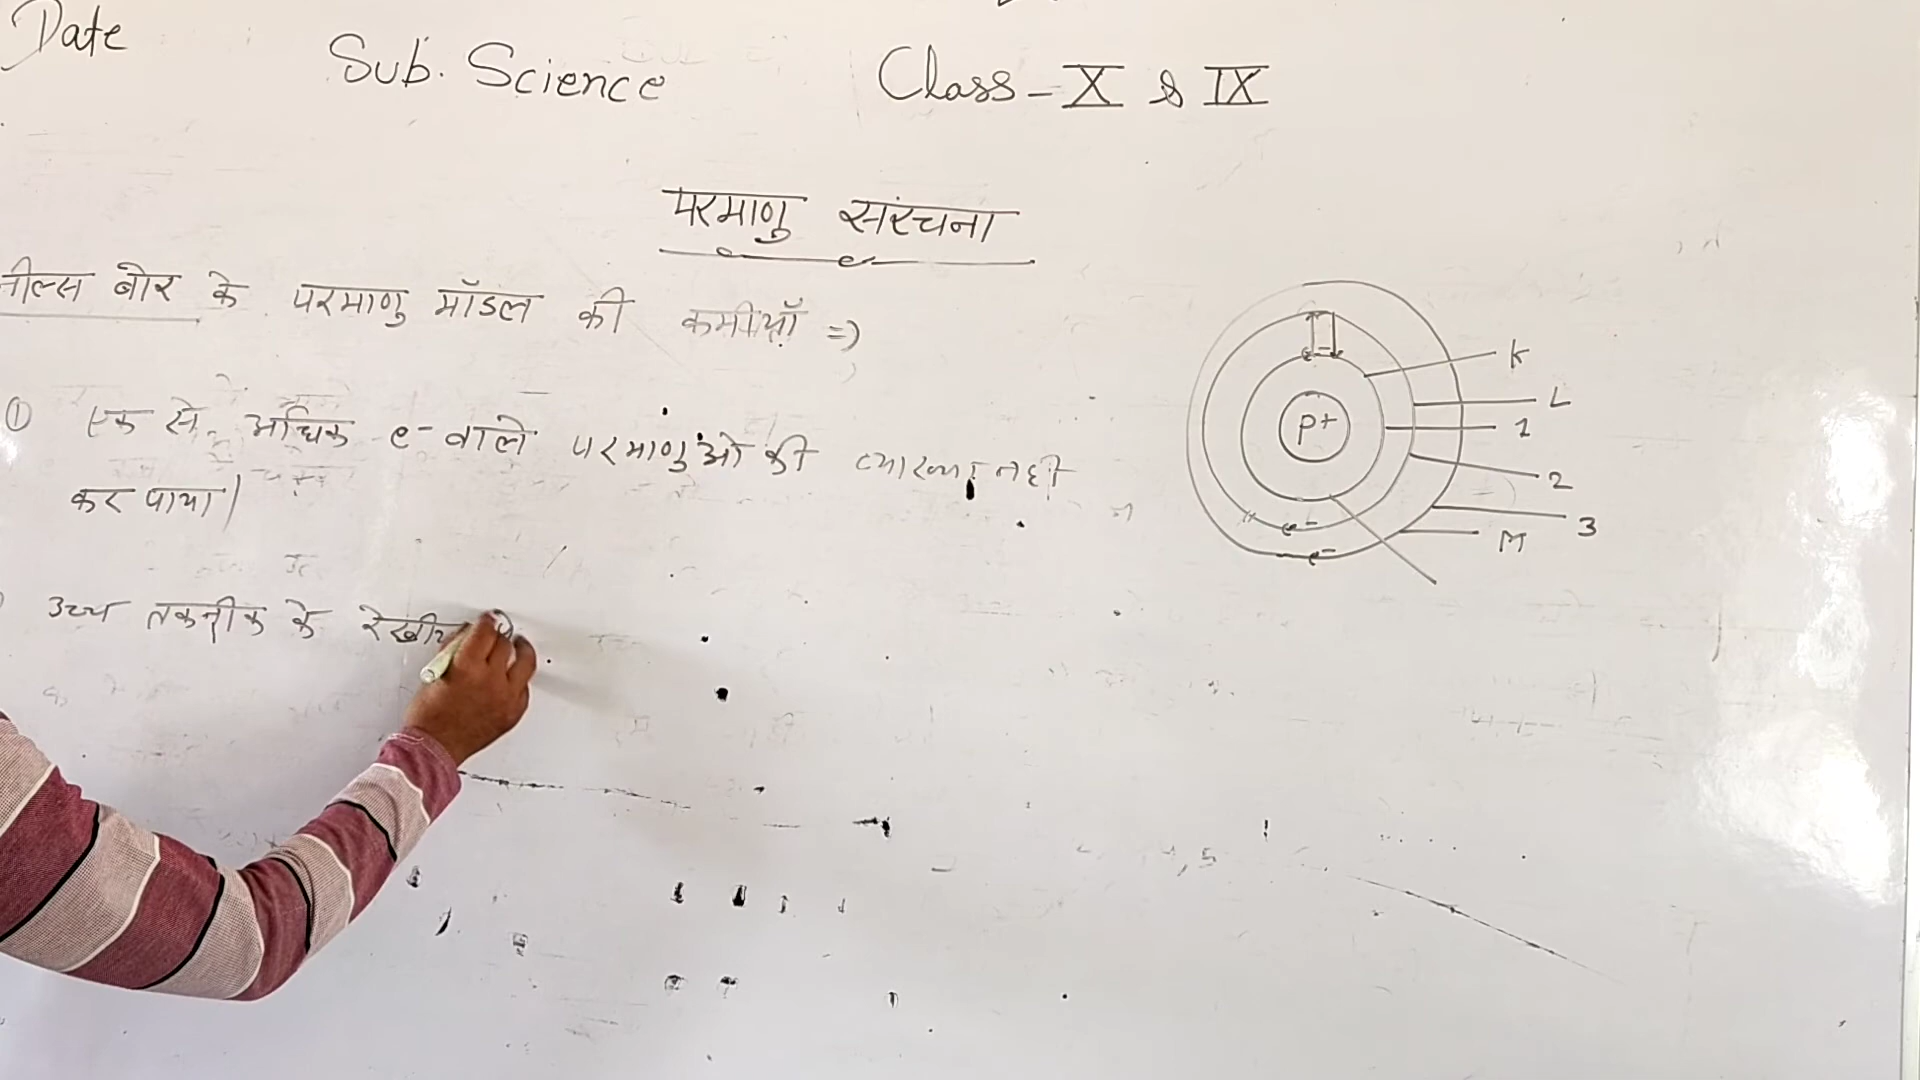 Date
Sub. Science
Class - X & IX
परमाणु संरचना
नील्स बोर के परमाणु मॉडल की कमीयाँ =>
① एक से अधिक e- वाले परमाणुओं की व्याख्या नही
कर पाया।
उच्च तकनीक के रेखीय
P+
e-
e-
e-
K
L
1
2
3
M